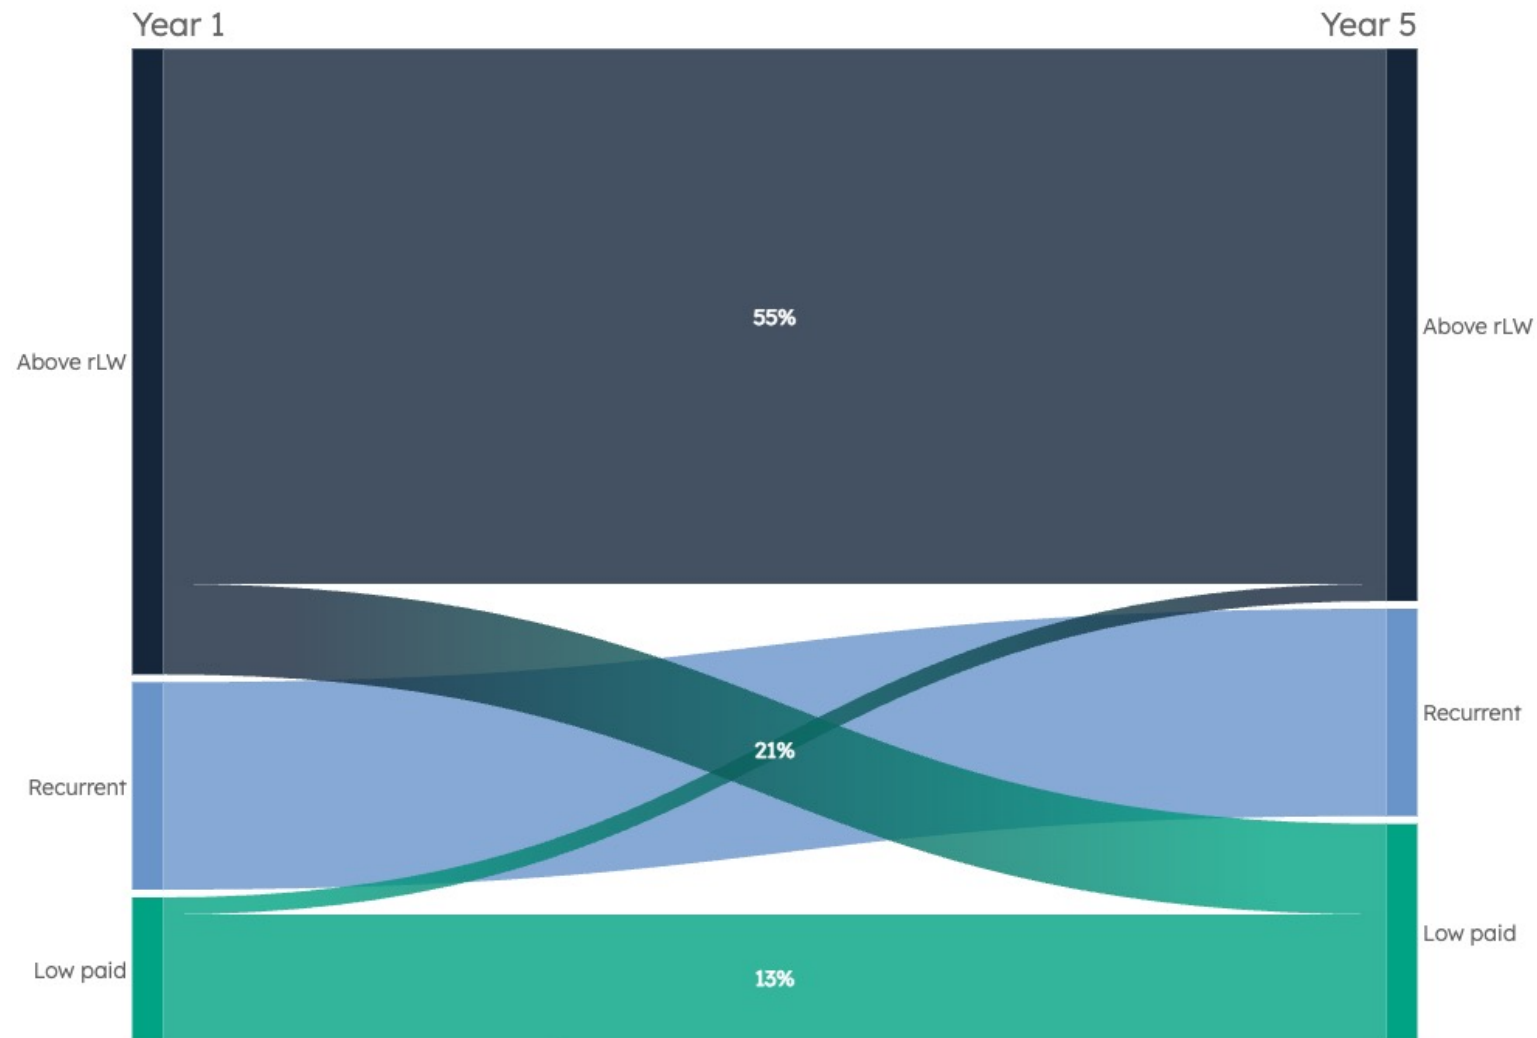 Year 1
Year 5
55%
Above rLW
Above rLW
Recurrent
21%
Recurrent
Low paid
Low paid
13%